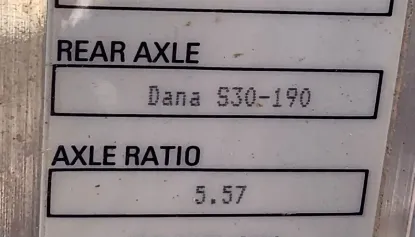 REAR AXLE
Dana S30-190
AXLE RATIO
5.57